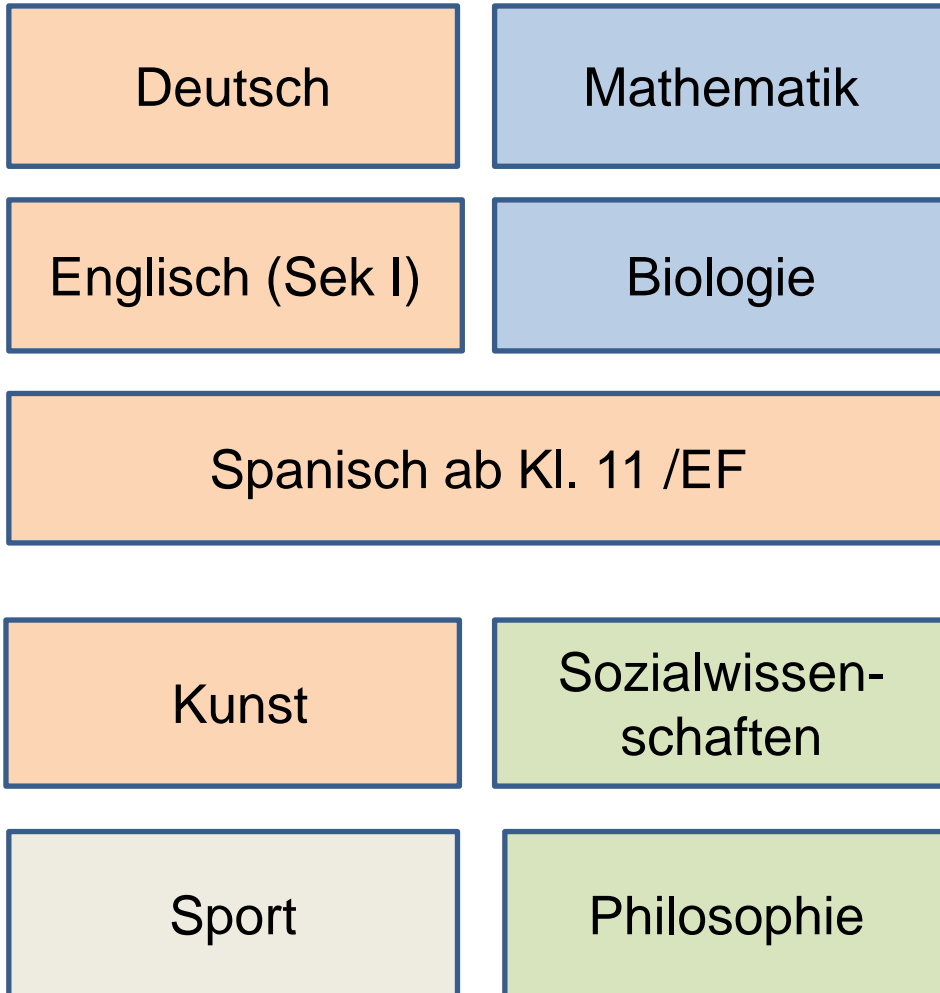 Deutsch
Mathematik
Englisch (Sek I)
Biologie
Spanisch ab Kl. 11 /EF
Kunst
Sozialwissen-
schaften
Sport
Philosophie